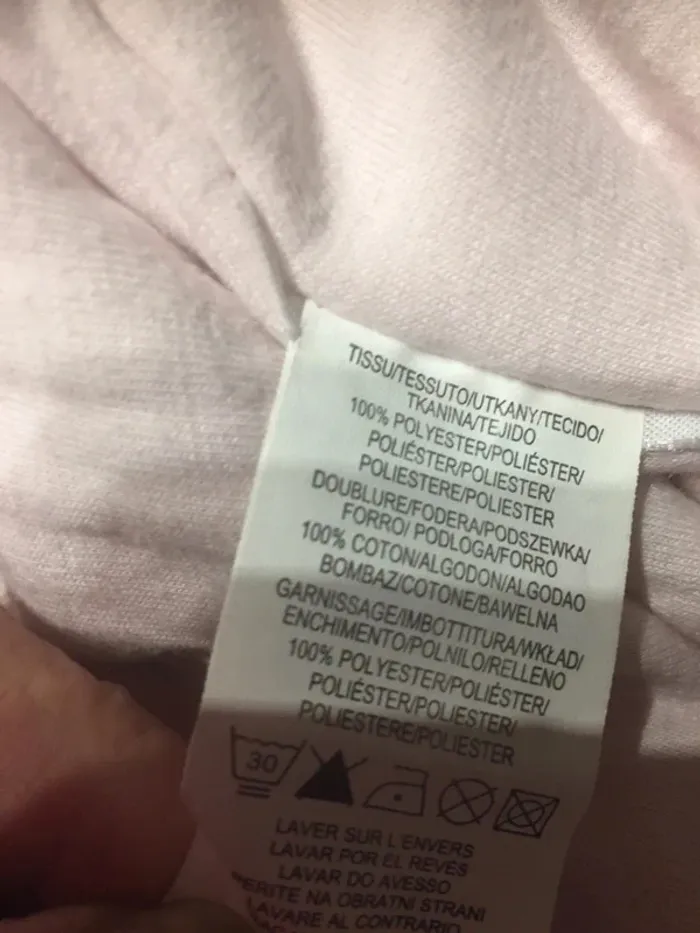 TISSU/TESSUTO/UTKANY/TECIDO/
TKANINA/TEJIDO
100% POLYESTER/POLIÉSTER/
POLIÉSTER/POLIESTER/
POLIESTERE/POLIESTER
DOUBLURE/FODERA/PODSZEWKA/
FORRO/ PODLOGA/FORRO
100% COTON/ALGODON/ALGODAO
BOMBAZ/COTONE/BAWELNA
GARNISSAGE/IMBOTTITURA/WKŁAD/
ENCHIMENTO/POLNILO/RELLENO
100% POLYESTER/POLIÉSTER/
POLIÉSTER/POLIESTER/
POLIESTERE/POLIESTER
30
LAVER SUR L'ENVERS
LAVAR POR EL REVES
LAVAR DO AVESSO
PERITE NA OBRATNI STRANI
LAVARE AL CONTRARIO